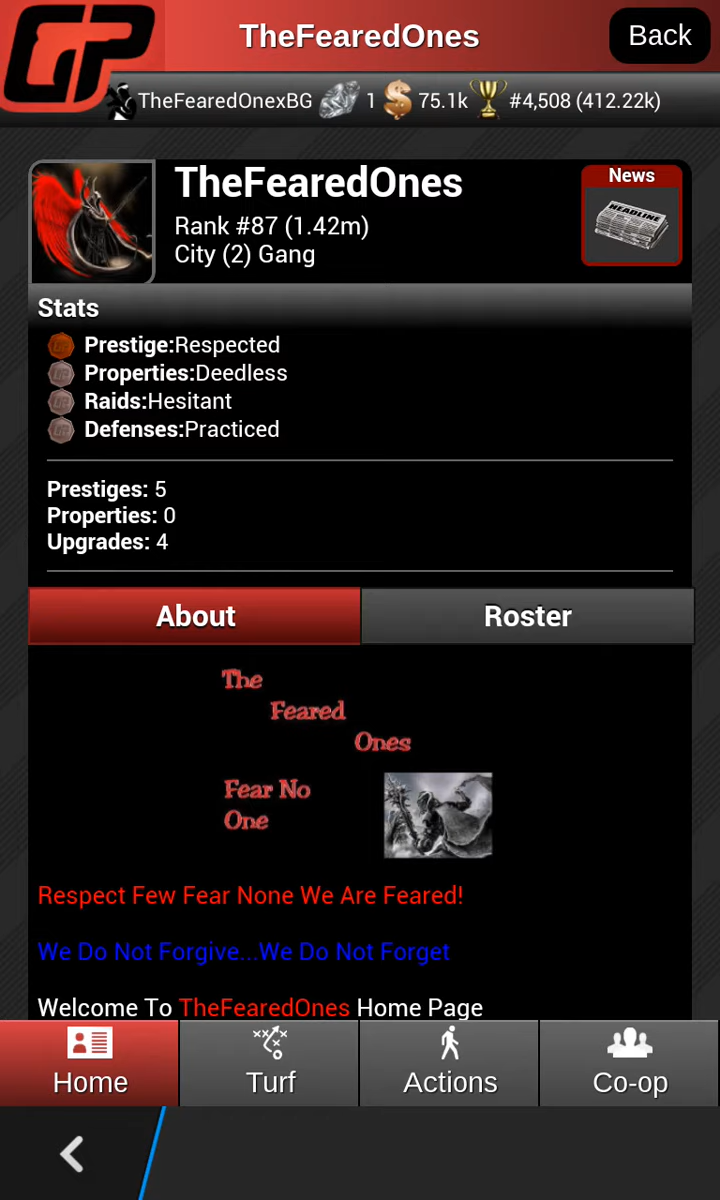 GP
TheFearedOnes
Back
TheFearedOnexBG 1 75.1k #4,508 (412.22k)
TheFearedOnes
News
HEADLINE
Rank #87 (1.42m)
City (2) Gang
Stats
Prestige:Respected
Properties:Deedless
Raids:Hesitant
Defenses:Practiced
Prestiges: 5
Properties: 0
Upgrades: 4
About
Roster
The
Feared
Ones
Fear No
One
Respect Few Fear None We Are Feared!
We Do Not Forgive...We Do Not Forget
Welcome To TheFearedOnes Home Page
Home
Turf
Actions
Co-op